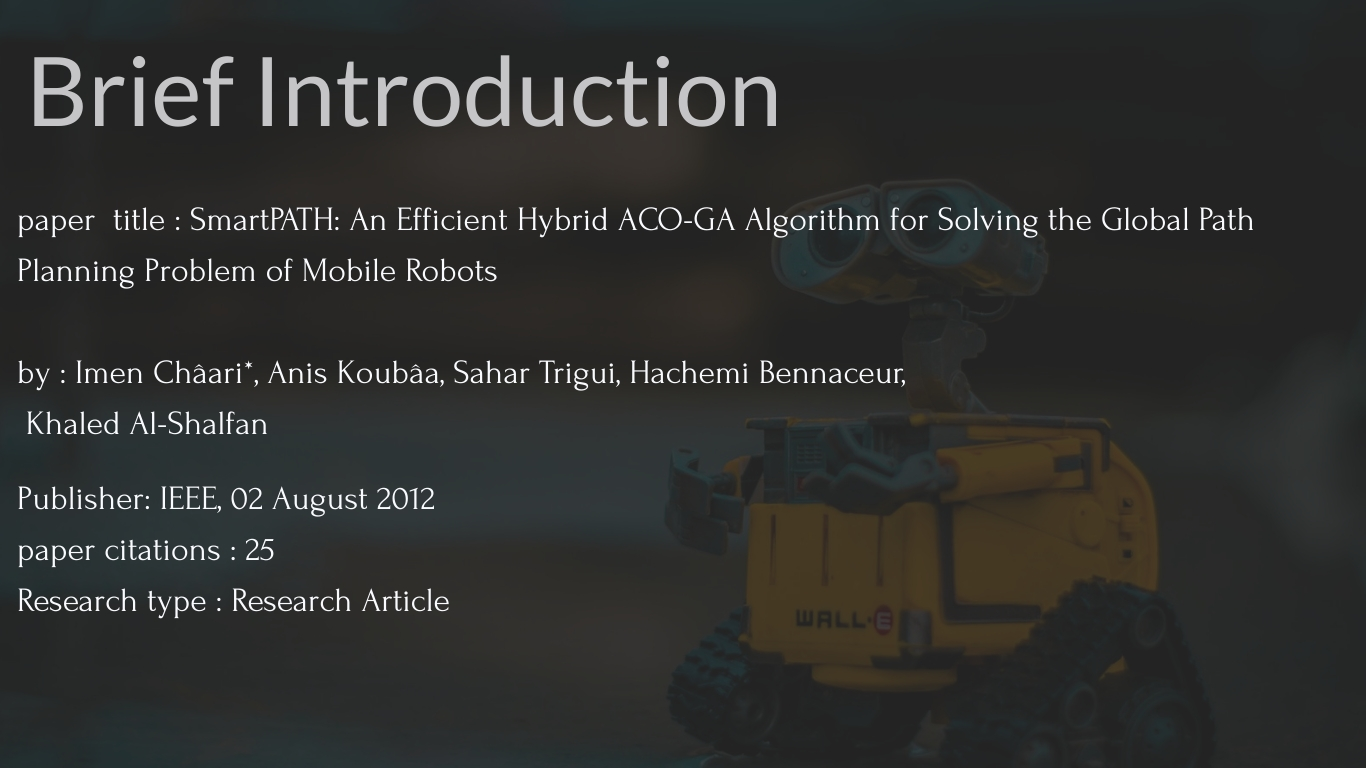 Brief Introduction
paper  title : SmartPATH: An Efficient Hybrid ACO-GA Algorithm for Solving the Global Path
Planning Problem of Mobile Robots
by : Imen Châari*, Anis Koubâa, Sahar Trigui, Hachemi Bennaceur,
Khaled Al-Shalfan
Publisher: IEEE, 02 August 2012
paper citations : 25
Research type : Research Article
WALL·E